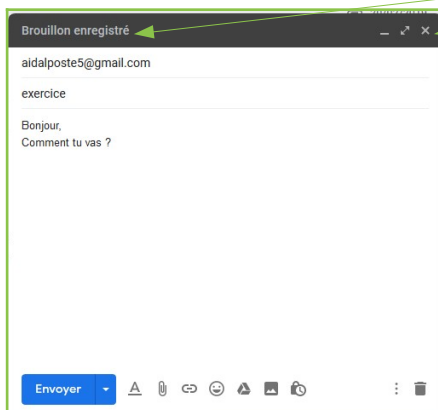 Brouillon enregistré
aidalposte5@gmail.com
exercice
Bonjour,
Comment tu vas ?
Envoyer